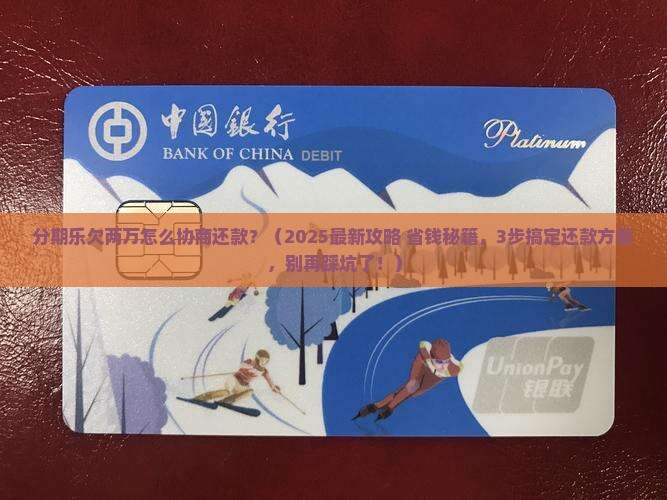 中国銀行
BANK OF CHINA DEBIT
Platinum
分期乐欠两万怎么协商还款？（2025最新攻略 省钱秘籍，3步搞定还款方案
，别再踩坑了！）
UnionPay
银联